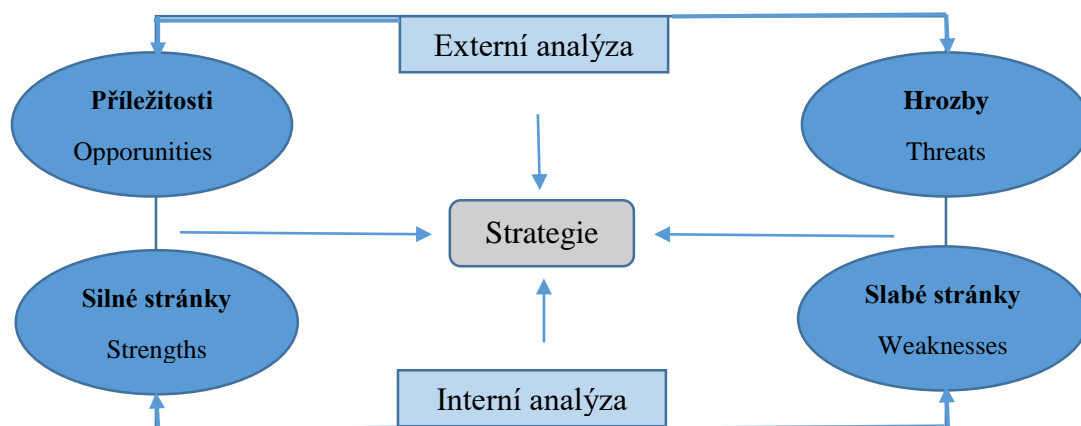 Externí analýza
Příležitosti
Opporunities
Hrozby
Threats
Strategie
Silné stránky
Strengths
Slabé stránky
Weaknesses
Interní analýza